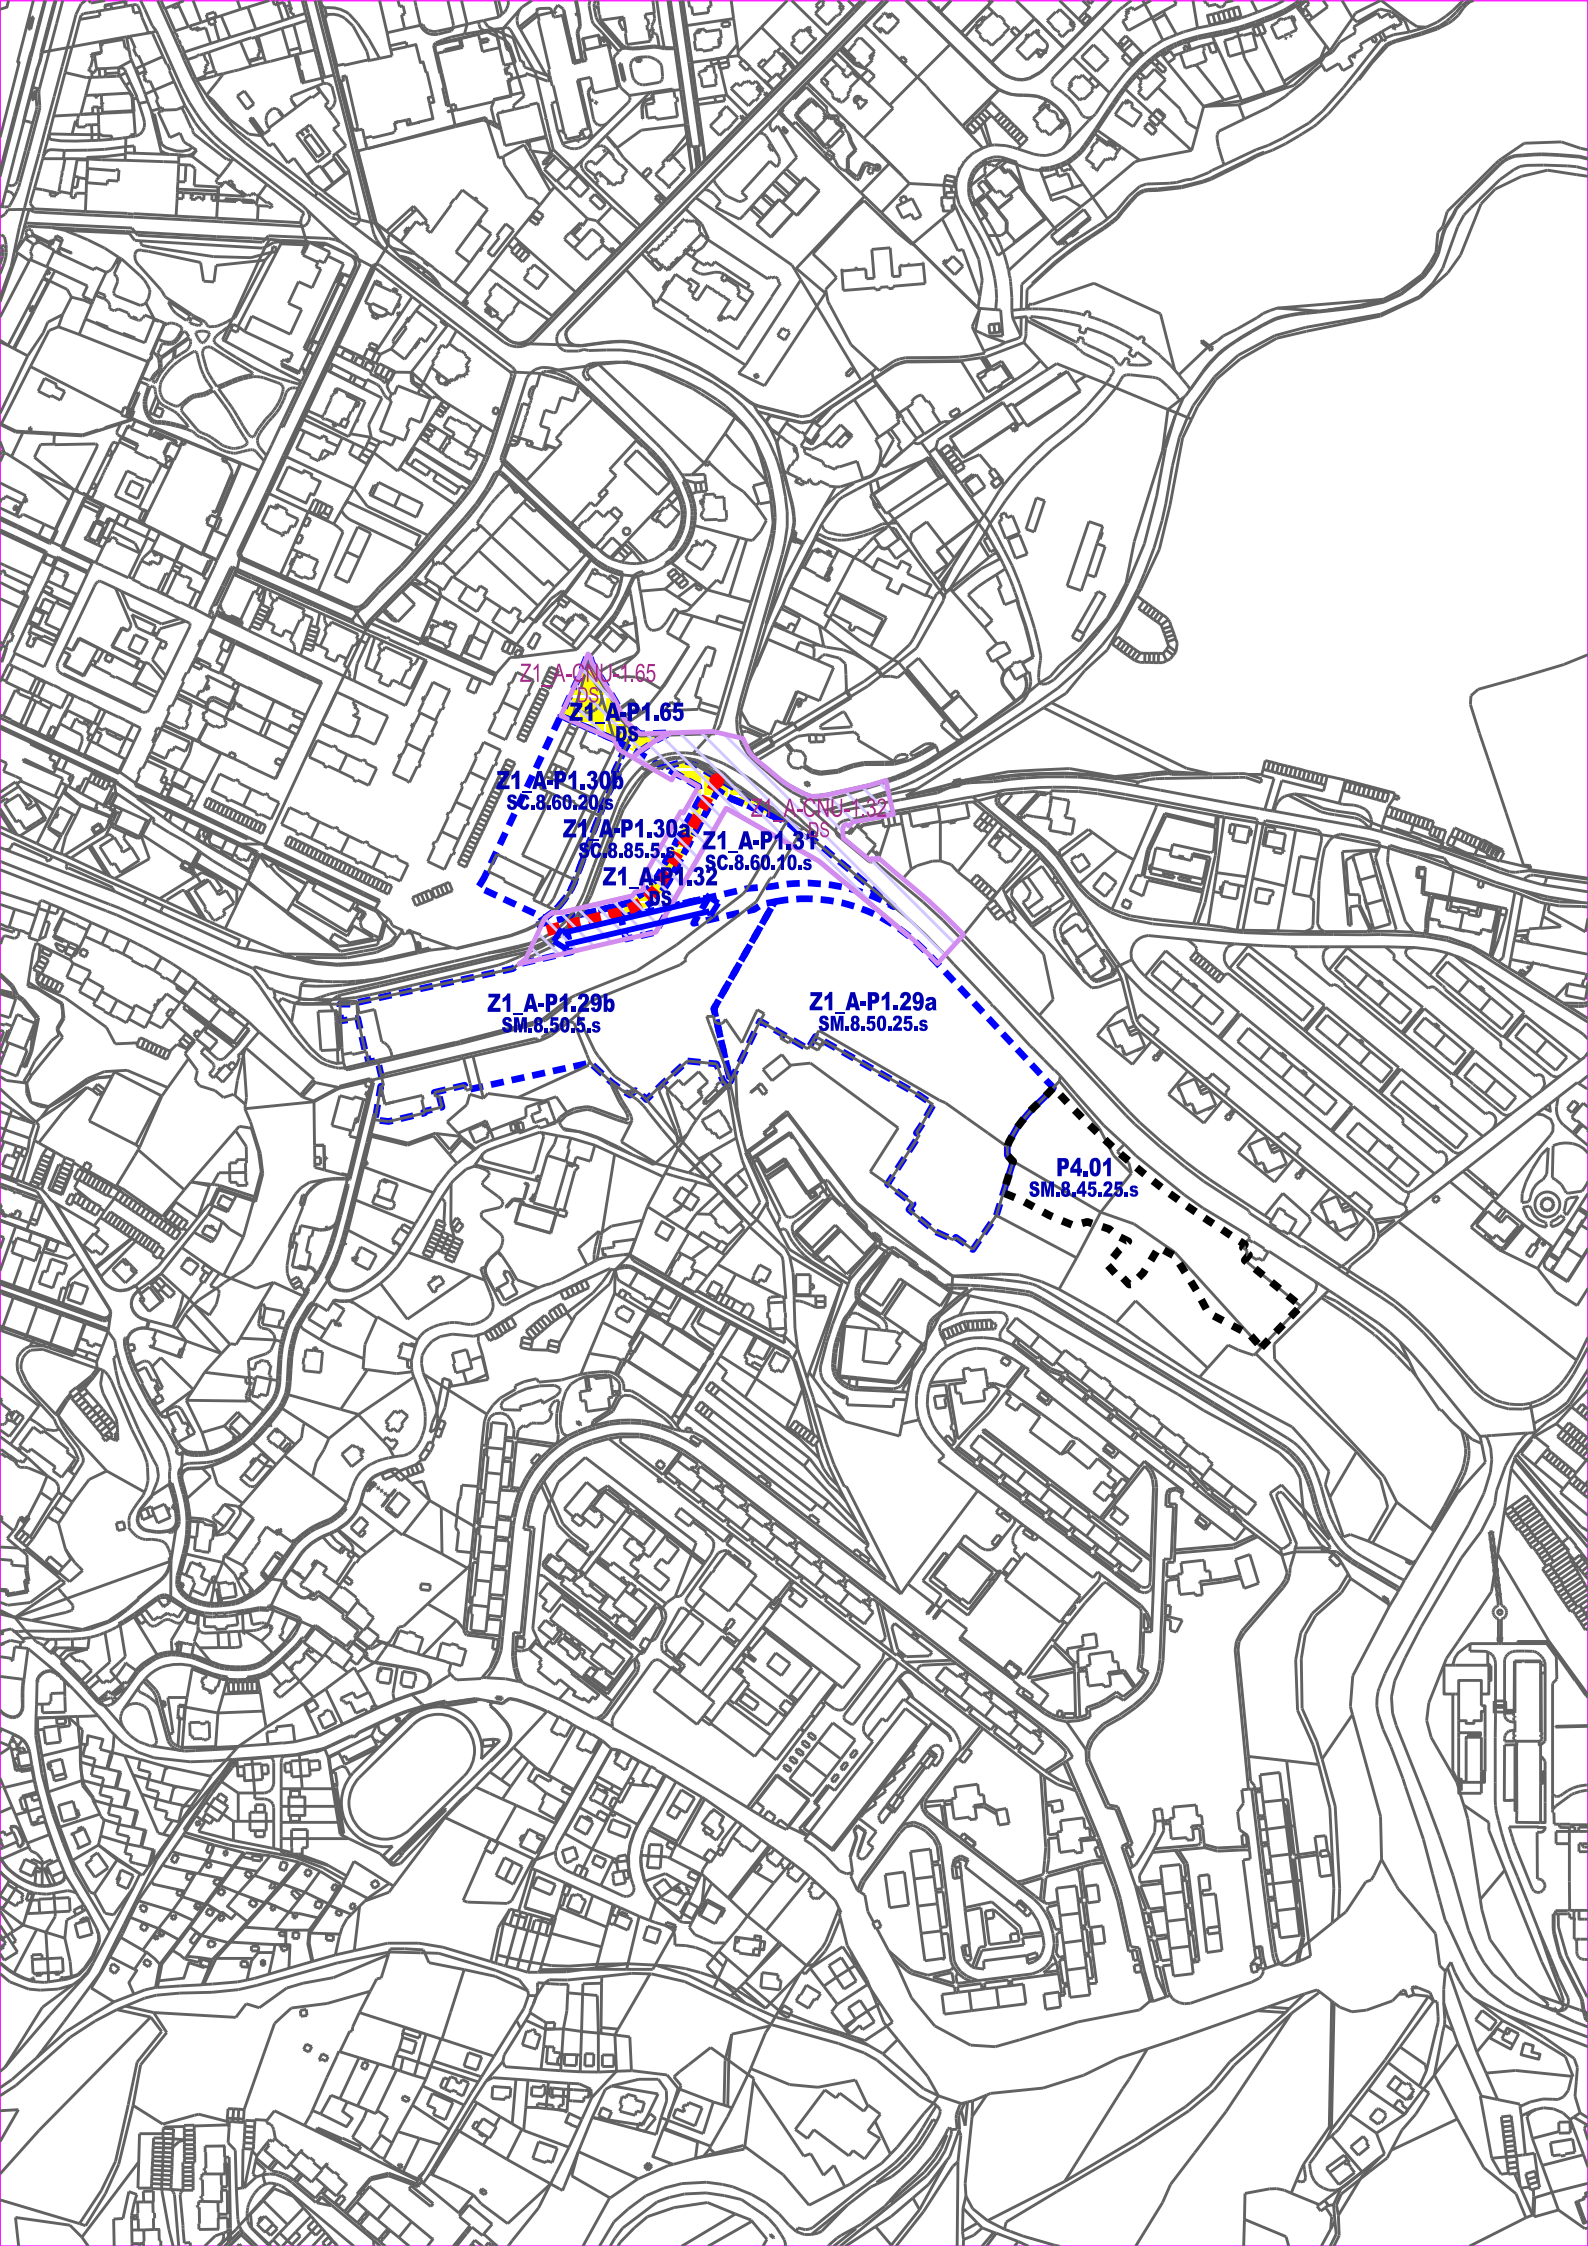 Z1_A-CNU-1.65
DS
Z1_A-P1.65
DS
Z1_A-P1.30b
SC.8.60.20.s
Z1_A-CNU-1.32
DS
Z1_A-P1.30a
SC.8.85.5.s
Z1_A-P1.31
SC.8.60.10.s
Z1_A-P1.32
DS
Z1_A-P1.29b
SM.8.50.5.s
Z1_A-P1.29a
SM.8.50.25.s
P4.01
SM.8.45.25.s